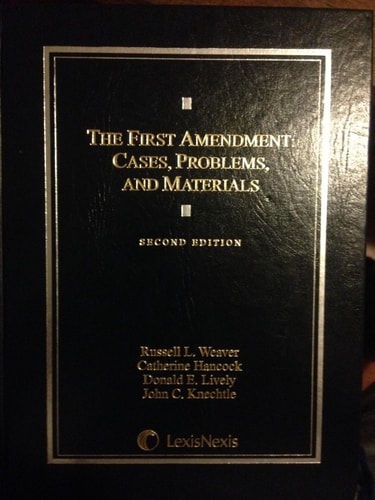 THE FIRST AMENDMENT:
CASES, PROBLEMS,
AND MATERIALS
SECOND EDITION
Russell L. Weaver
Catherine Hancock
Donald E. Lively
John C. Knechtle
LexisNexis